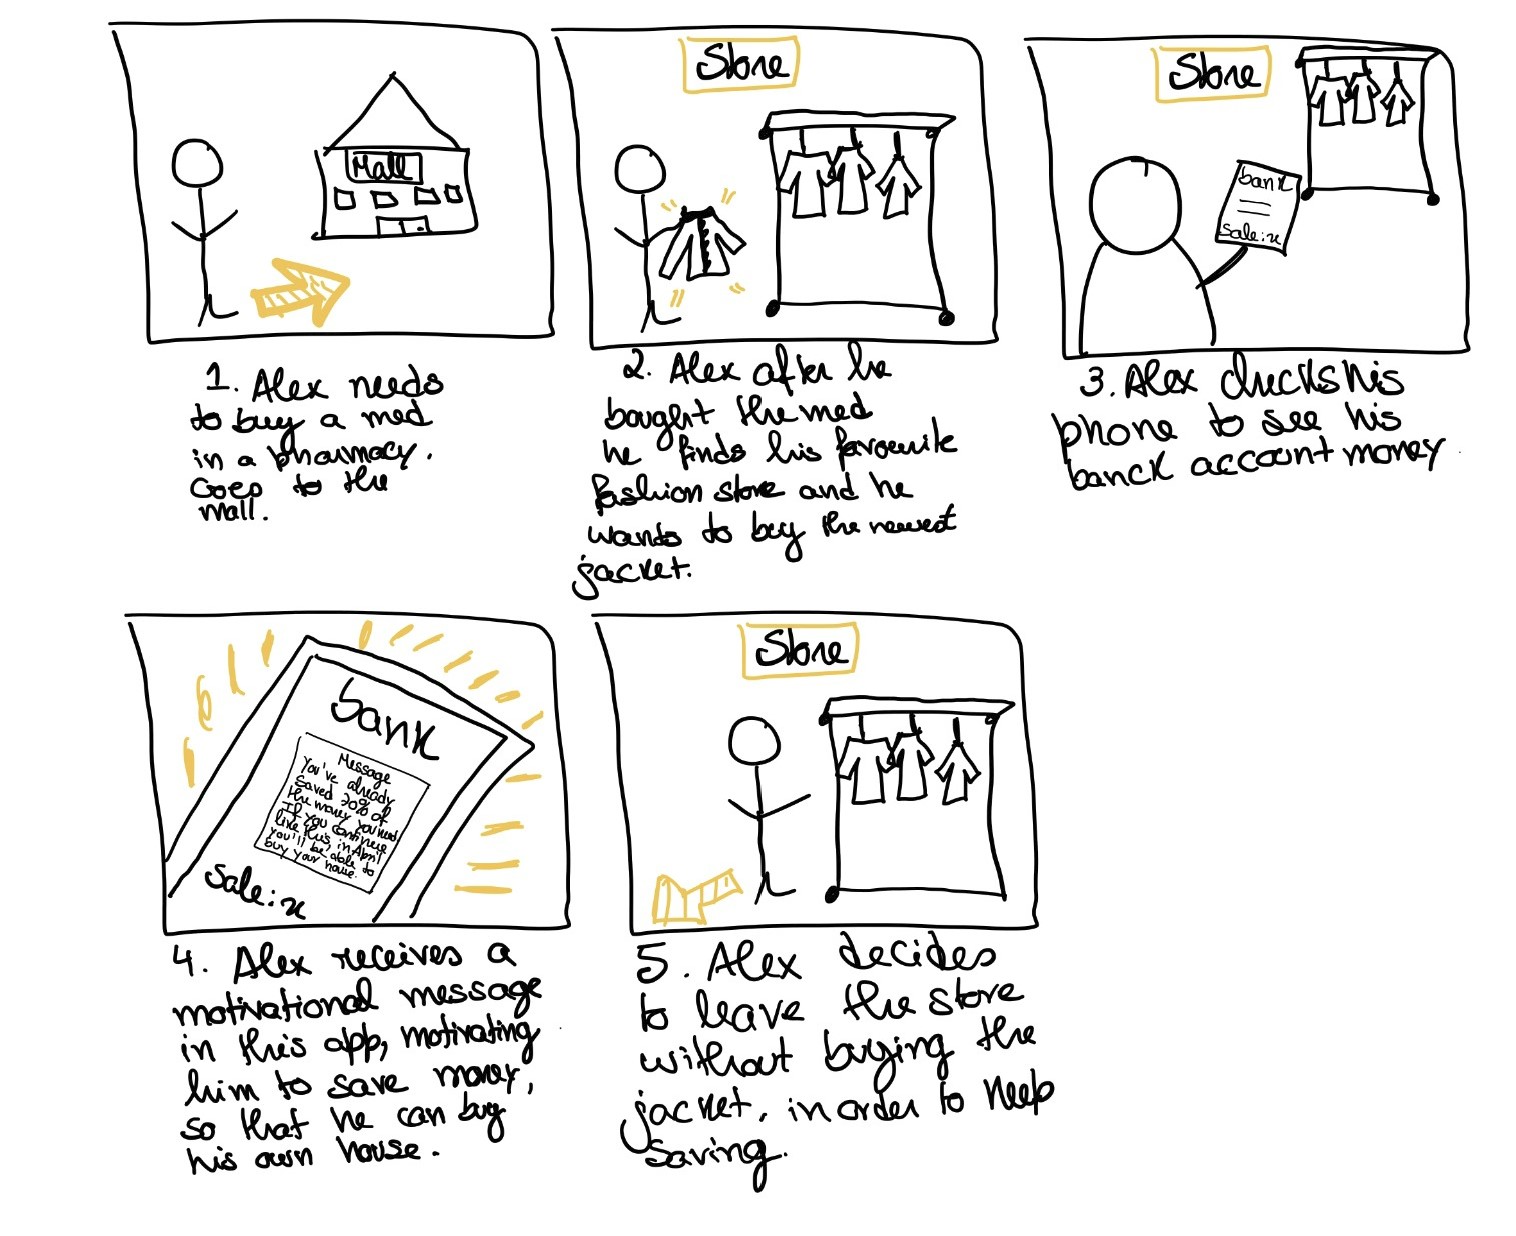 Mall
1. Alex needs
to buy a med
in a pharmacy.
Goes to the
mall.
Store
2. Alex after he
bought the med
he finds his favourite
fashion store and he
wants to buy the newest
jacket.
Store
bank
Sale: x
3. Alex checks his
phone to see his
banck account money
bank
Message
You've already
saved 20% of
the money you need
If you continue
like this, in April
you'll be able to
buy your house.
Sale: x
4. Alex receives a
motivational message
in this app, motivating
him to save money,
so that he can buy
his own house.
Store
5. Alex decides
to leave the store
without buying the
jacket, in order to keep
saving.